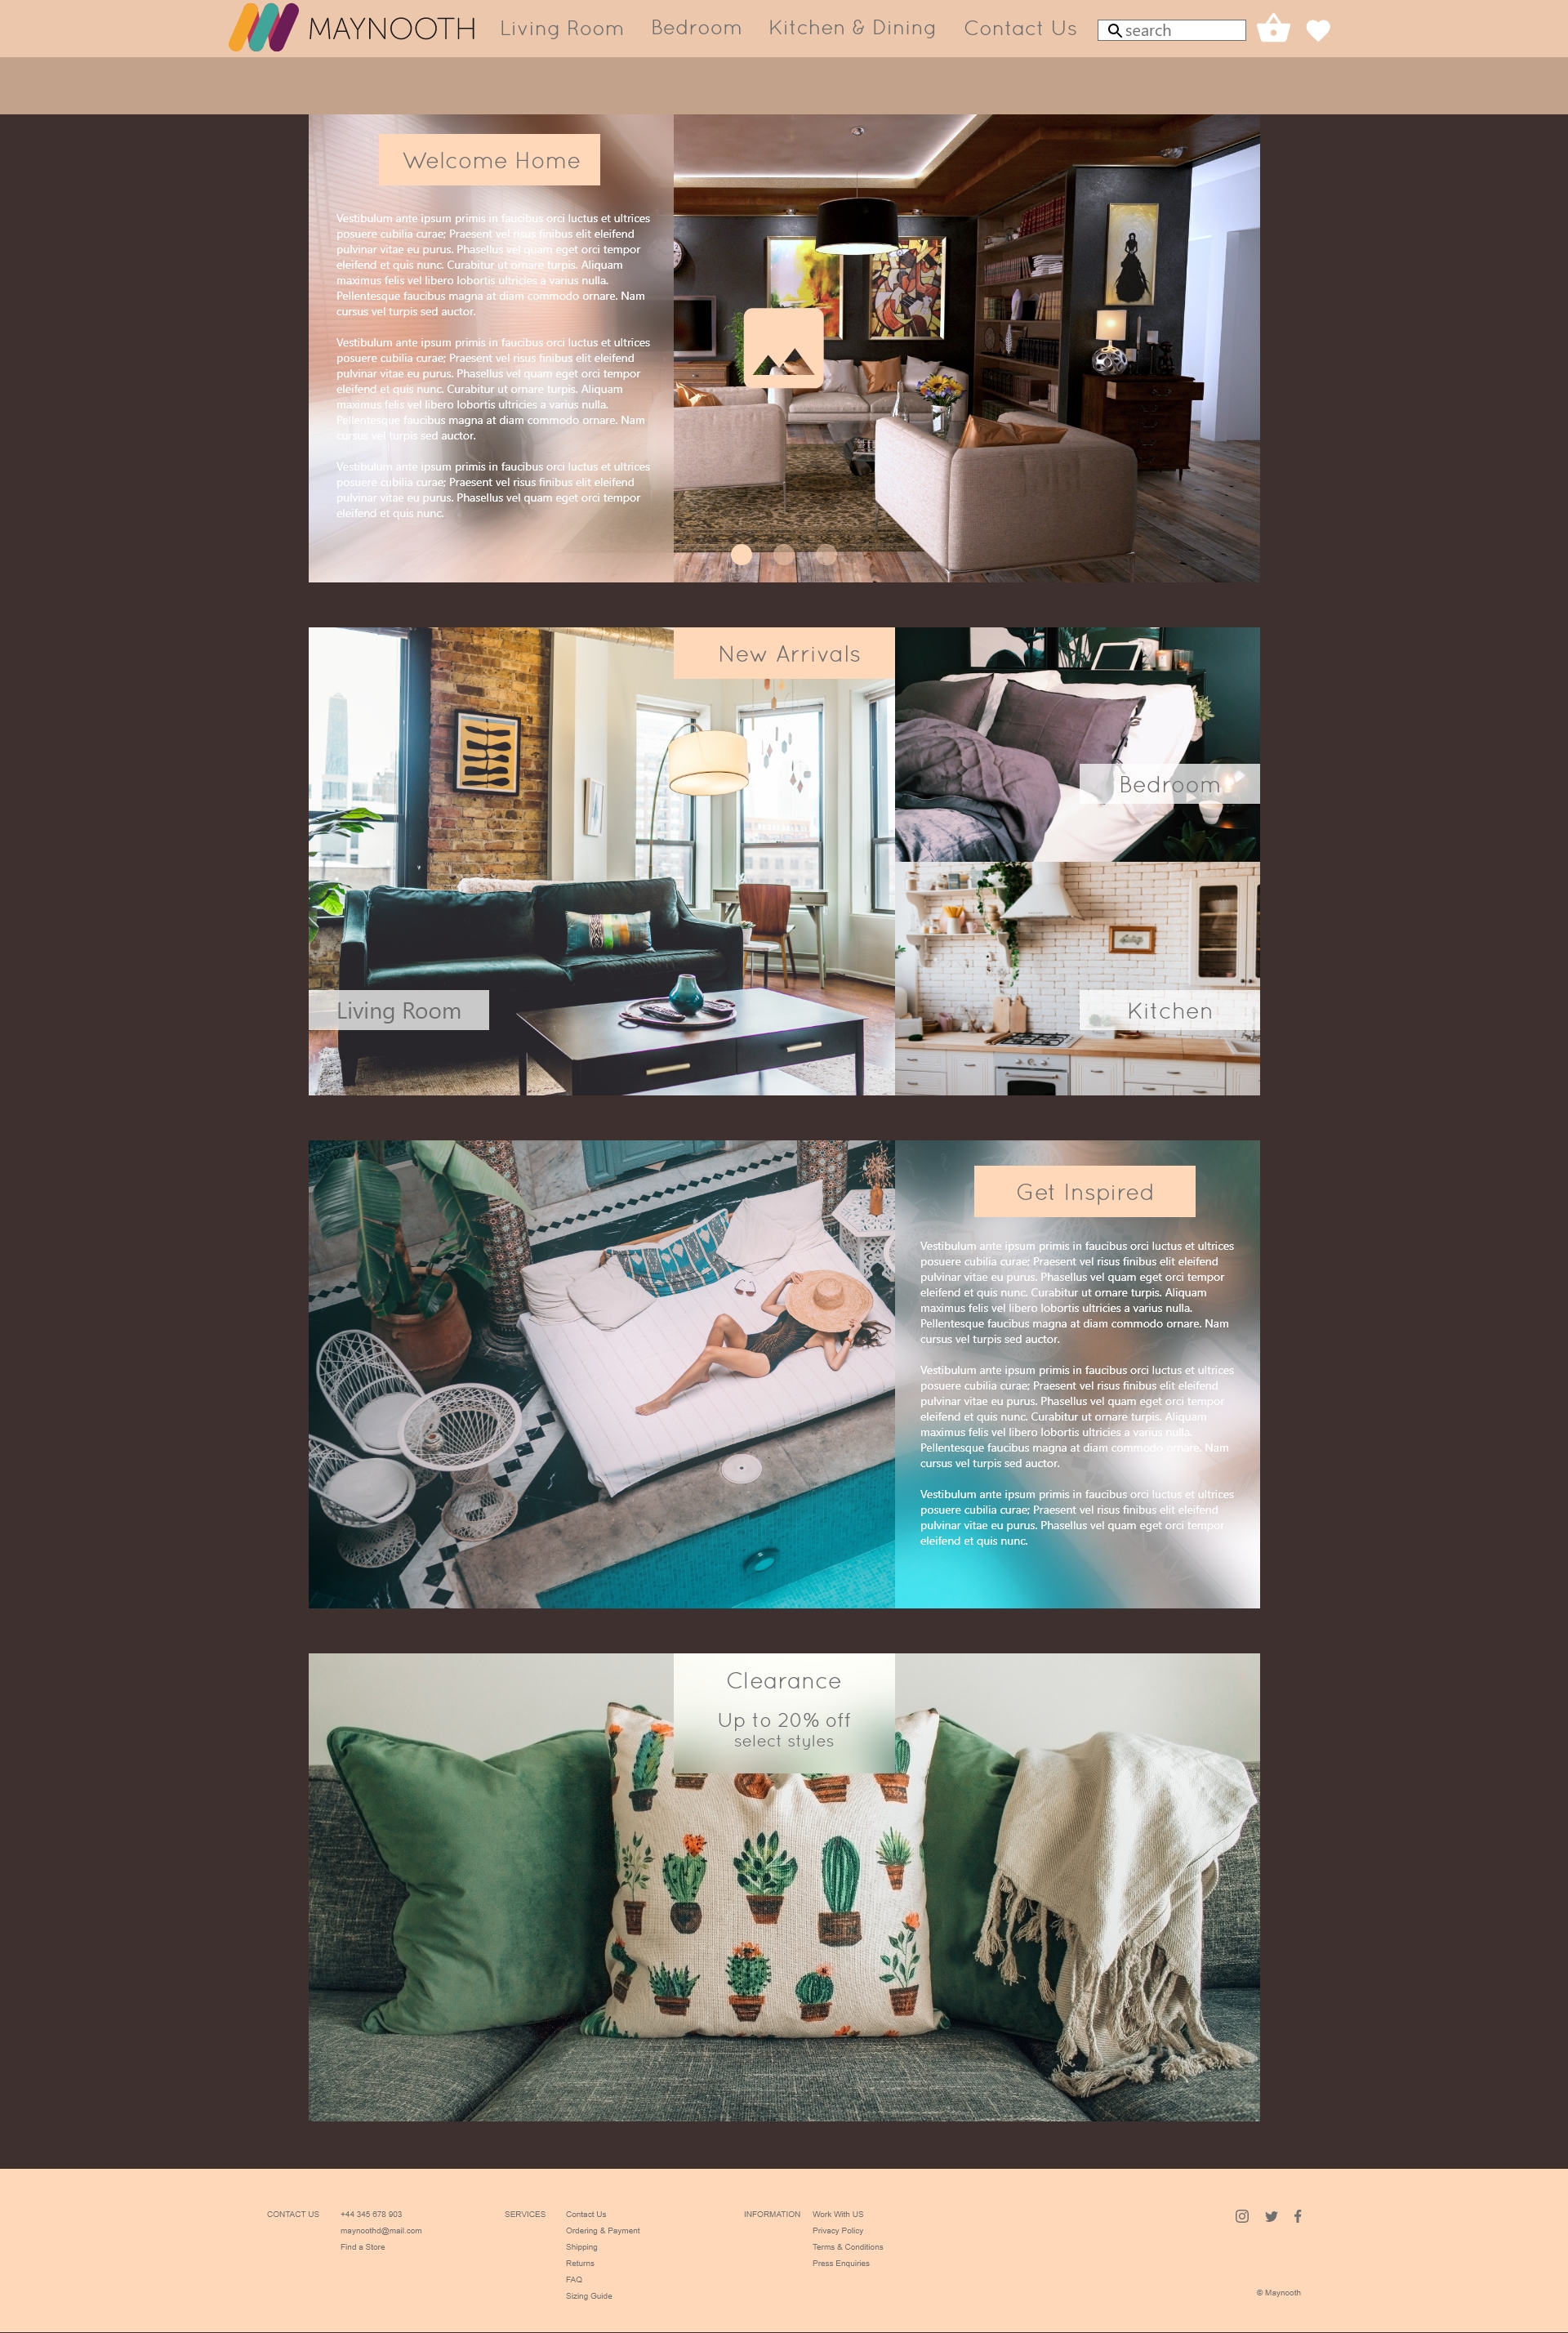 MAYNOOTH
Living Room
Bedroom
Kitchen & Dining
Contact Us
search
Welcome Home
Vestibulum ante ipsum primis in faucibus orci luctus et ultrices
posuere cubilia curae; Praesent vel risus finibus elit eleifend
pulvinar vitae eu purus. Phasellus vel quam eget orci tempor
eleifend et quis nunc. Curabitur ut ornare turpis. Aliquam
maximus felis vel libero lobortis ultricies a varius nulla.
Pellentesque faucibus magna at diam commodo ornare. Nam
cursus vel turpis sed auctor.
Vestibulum ante ipsum primis in faucibus orci luctus et ultrices
posuere cubilia curae; Praesent vel risus finibus elit eleifend
pulvinar vitae eu purus. Phasellus vel quam eget orci tempor
eleifend et quis nunc. Curabitur ut ornare turpis. Aliquam
maximus felis vel libero lobortis ultricies a varius nulla.
Pellentesque faucibus magna at diam commodo ornare. Nam
cursus vel turpis sed auctor.
Vestibulum ante ipsum primis in faucibus orci luctus et ultrices
posuere cubilia curae; Praesent vel risus finibus elit eleifend
pulvinar vitae eu purus. Phasellus vel quam eget orci tempor
eleifend et quis nunc.
New Arrivals
Bedroom
Living Room
Kitchen
Get Inspired
Vestibulum ante ipsum primis in faucibus orci luctus et ultrices
posuere cubilia curae; Praesent vel risus finibus elit eleifend
pulvinar vitae eu purus. Phasellus vel quam eget orci tempor
eleifend et quis nunc. Curabitur ut ornare turpis. Aliquam
maximus felis vel libero lobortis ultricies a varius nulla.
Pellentesque faucibus magna at diam commodo ornare. Nam
cursus vel turpis sed auctor.
Vestibulum ante ipsum primis in faucibus orci luctus et ultrices
posuere cubilia curae; Praesent vel risus finibus elit eleifend
pulvinar vitae eu purus. Phasellus vel quam eget orci tempor
eleifend et quis nunc. Curabitur ut ornare turpis. Aliquam
maximus felis vel libero lobortis ultricies a varius nulla.
Pellentesque faucibus magna at diam commodo ornare. Nam
cursus vel turpis sed auctor.
Vestibulum ante ipsum primis in faucibus orci luctus et ultrices
posuere cubilia curae; Praesent vel risus finibus elit eleifend
pulvinar vitae eu purus. Phasellus vel quam eget orci tempor
eleifend et quis nunc.
Clearance
Up to 20% off
select styles
CONTACT US
+44 345 678 903
maynoothd@mail.com
Find a Store
SERVICES
Contact Us
Ordering & Payment
Shipping
Returns
FAQ
Sizing Guide
INFORMATION
Work With US
Privacy Policy
Terms & Conditions
Press Enquiries
© Maynooth